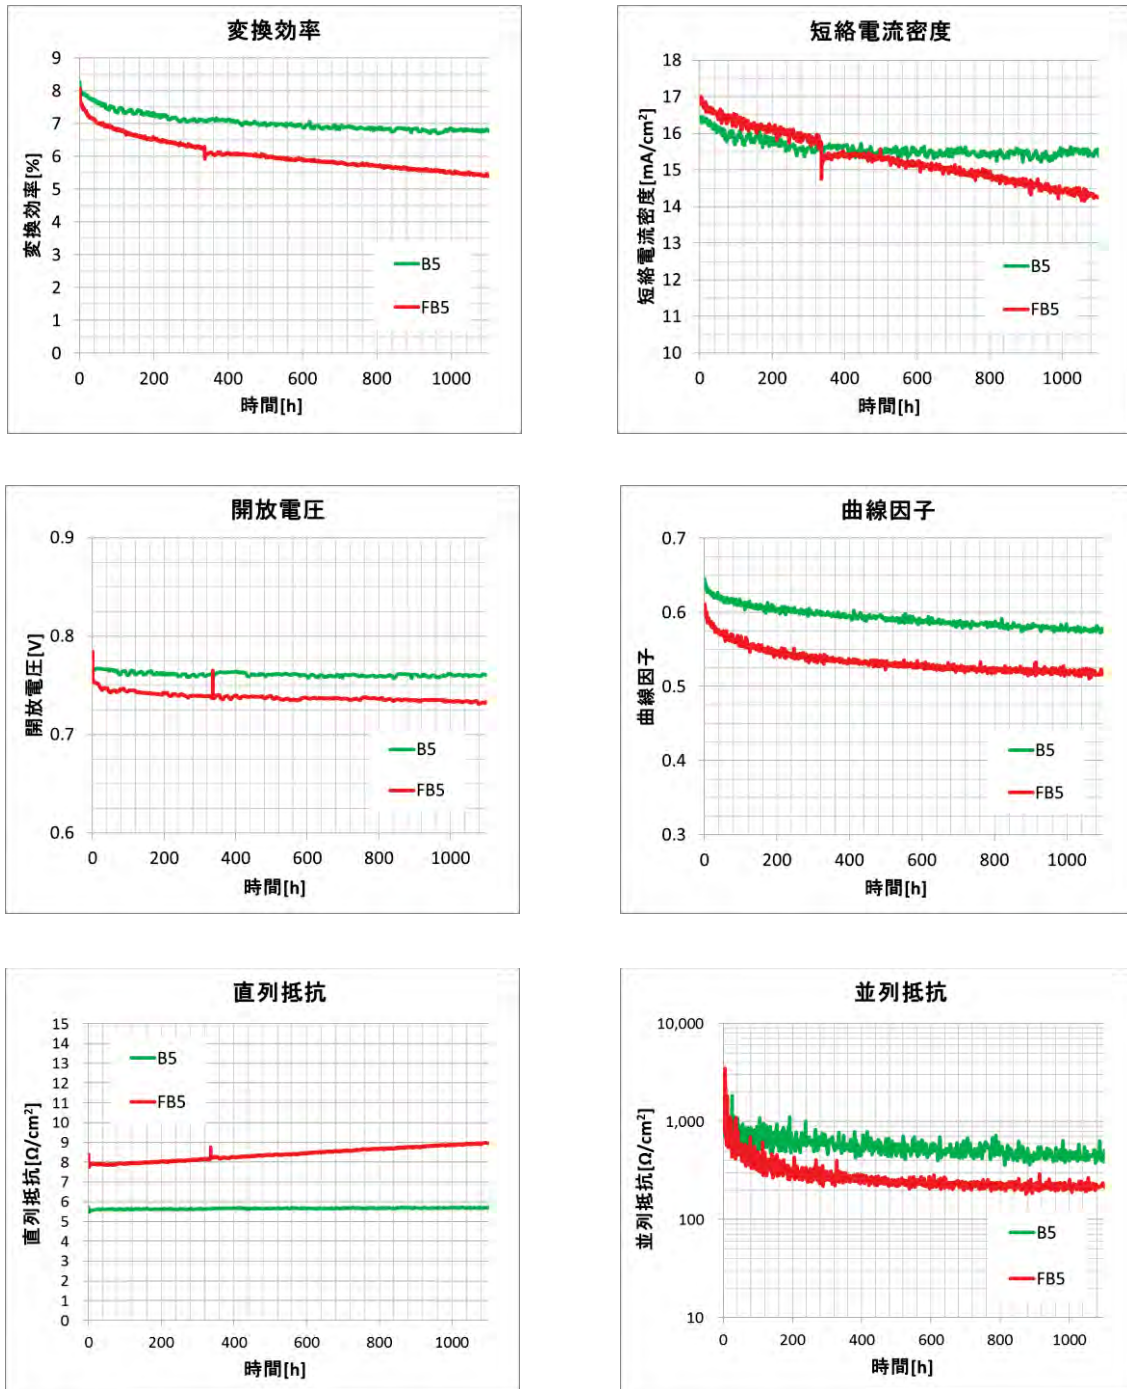 変換効率
9
8
7
6
5
4
3
2
1
0
変換効率[%]
B5
FB5
0 200 400 600 800 1000
時間[h]
短絡電流密度
18
17
16
15
14
13
12
11
10
短絡電流密度[mA/cm²]
B5
FB5
0 200 400 600 800 1000
時間[h]
開放電圧
0.9
0.8
0.7
0.6
開放電圧[V]
B5
FB5
0 200 400 600 800 1000
時間[h]
曲線因子
0.7
0.6
0.5
0.4
0.3
曲線因子
B5
FB5
0 200 400 600 800 1000
時間[h]
直列抵抗
15
14
13
12
11
10
9
8
7
6
5
4
3
2
1
0
直列抵抗[Ω/cm²]
B5
FB5
0 200 400 600 800 1000
時間[h]
並列抵抗
10,000
1,000
100
10
並列抵抗[Ω/cm²]
B5
FB5
0 200 400 600 800 1000
時間[h]